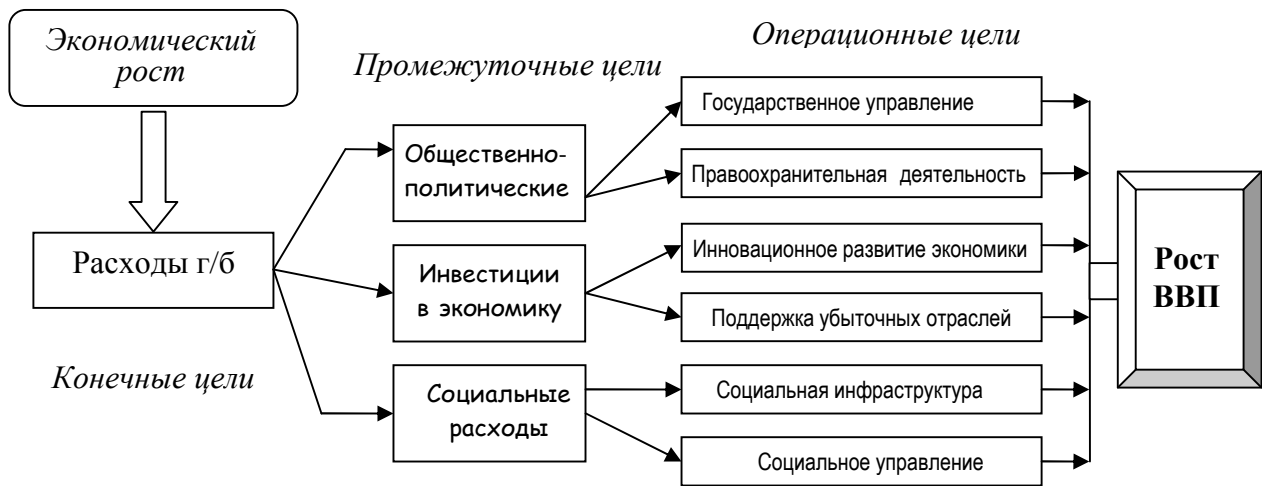 Экономический
рост
Расходы г/б
Конечные цели
Промежуточные цели
Общественно-
политические
Инвестиции
в экономику
Социальные
расходы
Операционные цели
Государственное управление
Правоохранительная деятельность
Инновационное развитие экономики
Поддержка убыточных отраслей
Социальная инфраструктура
Социальное управление
Рост
ВВП